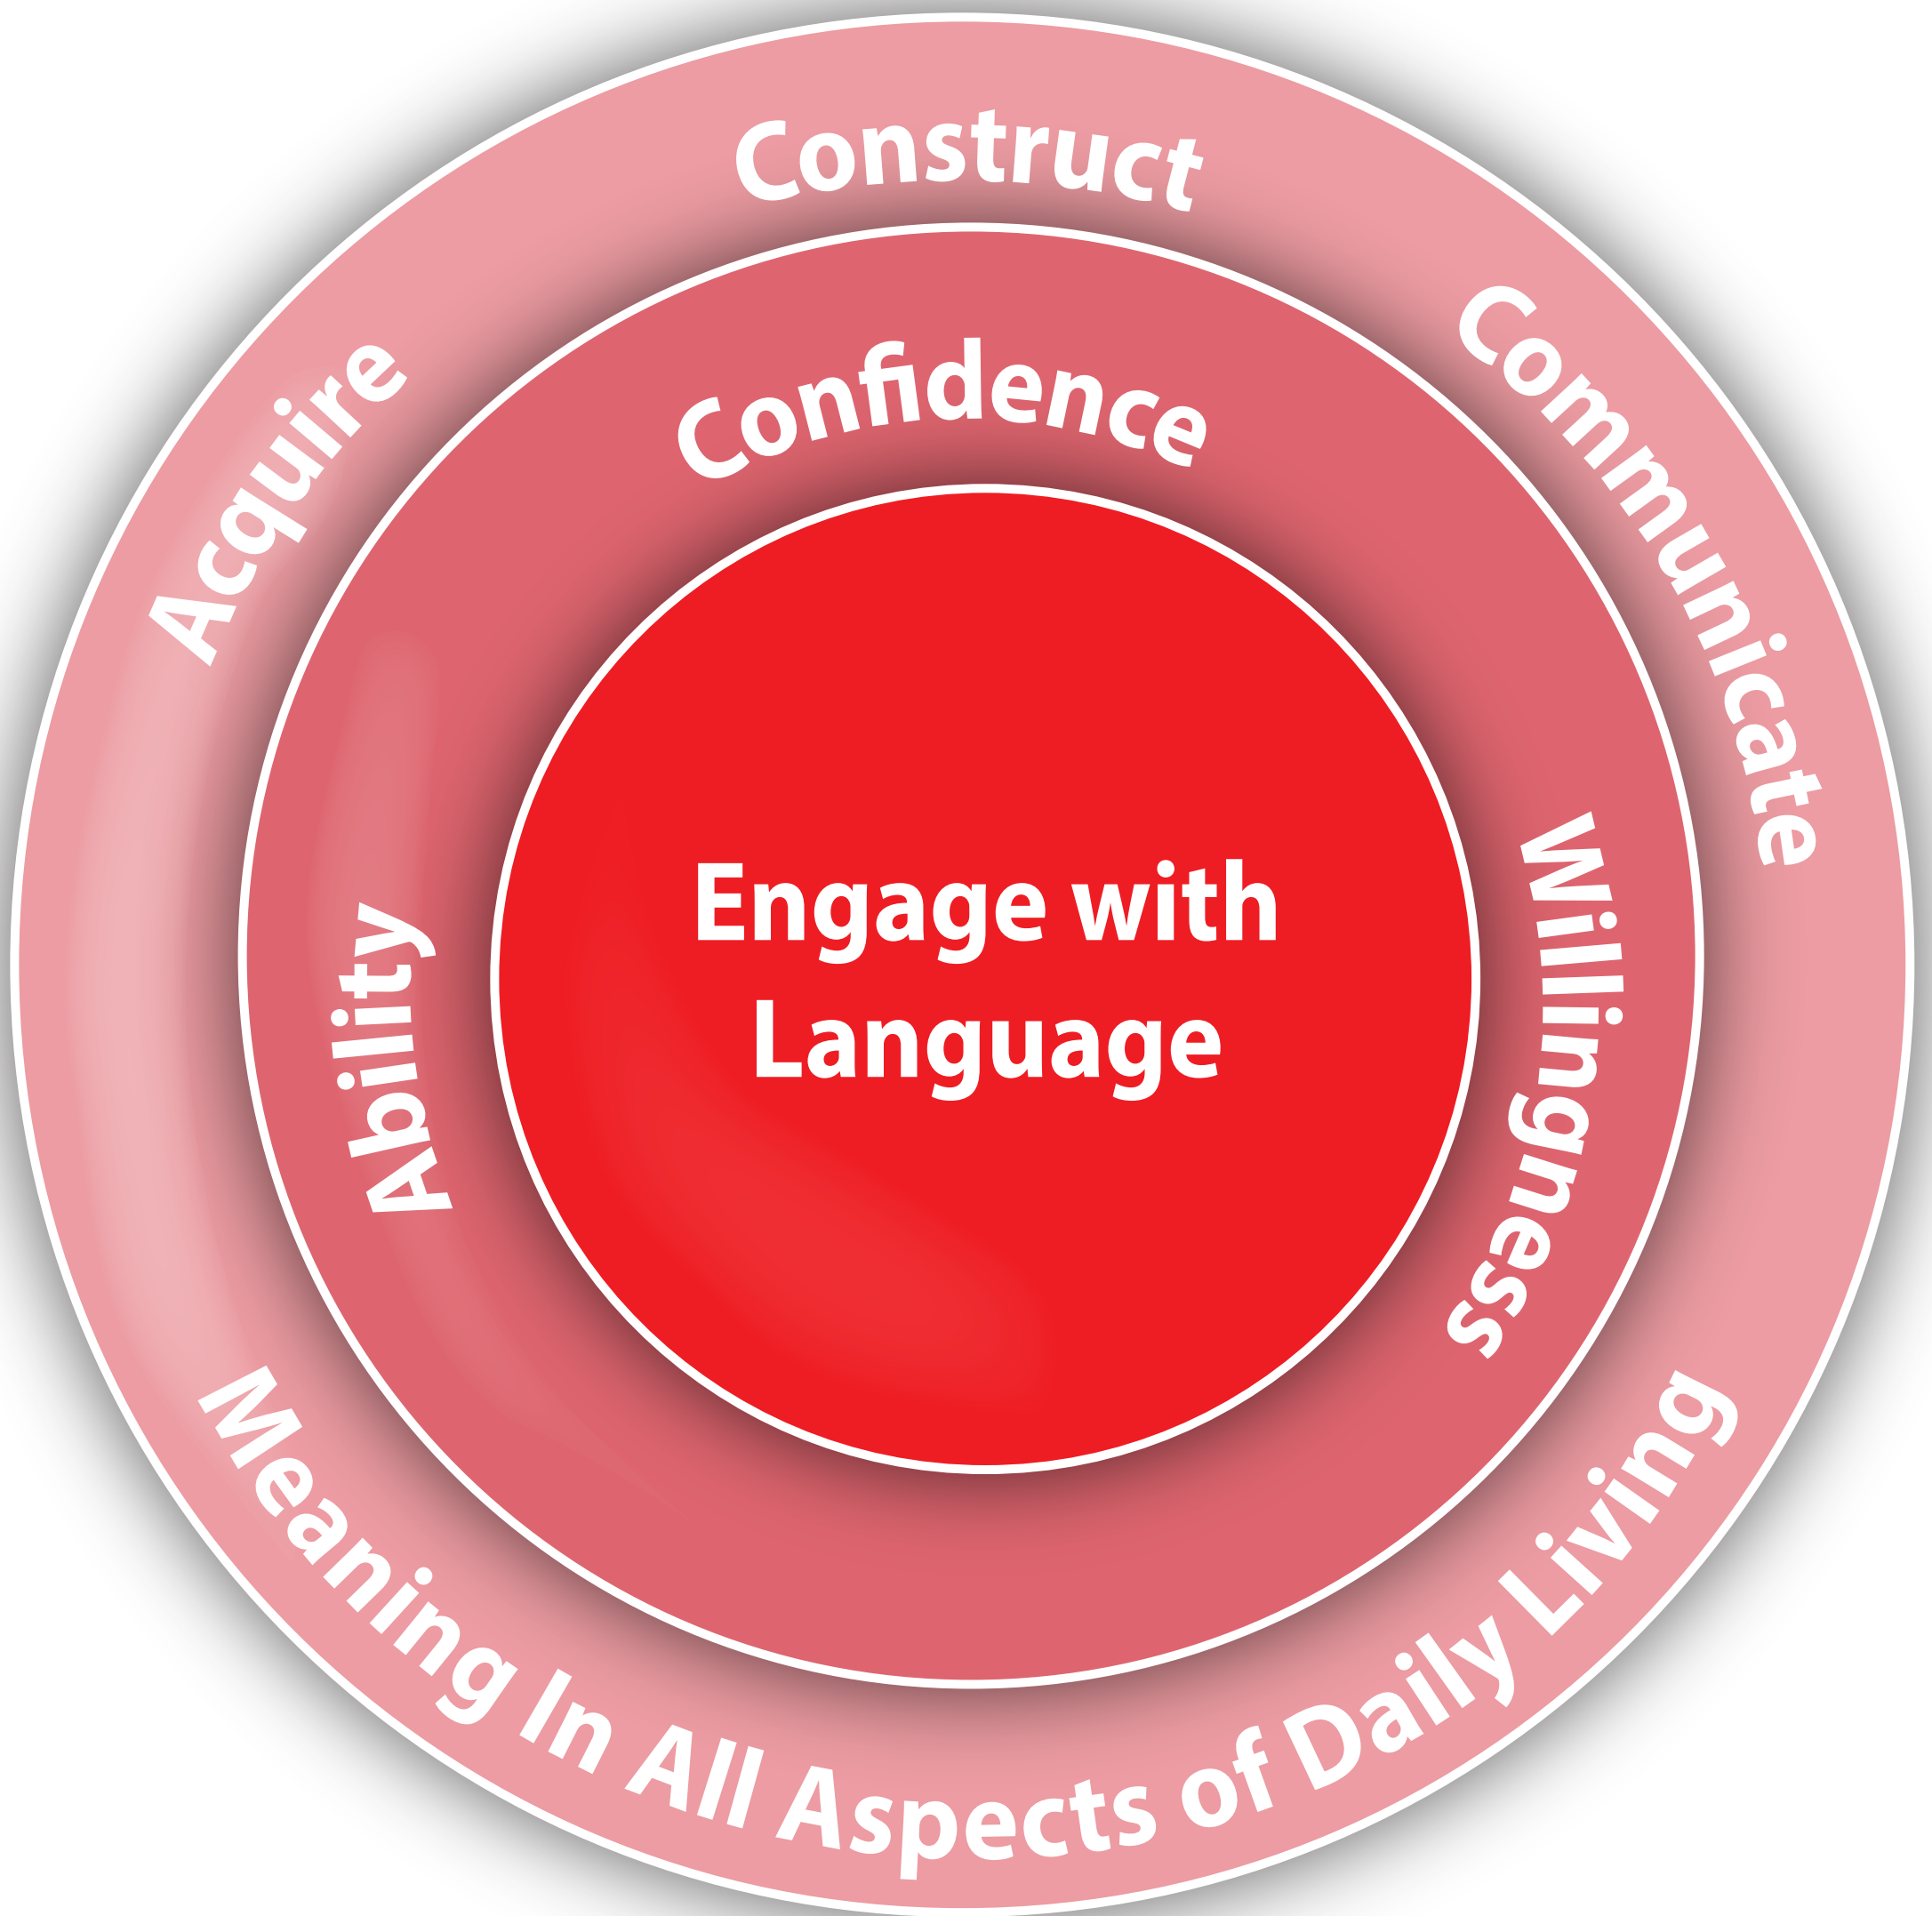 Construct
Acquire
Communicate
Confidence
Ability
Willingness
Engage with
Language
Meaning In All Aspects of Daily Living